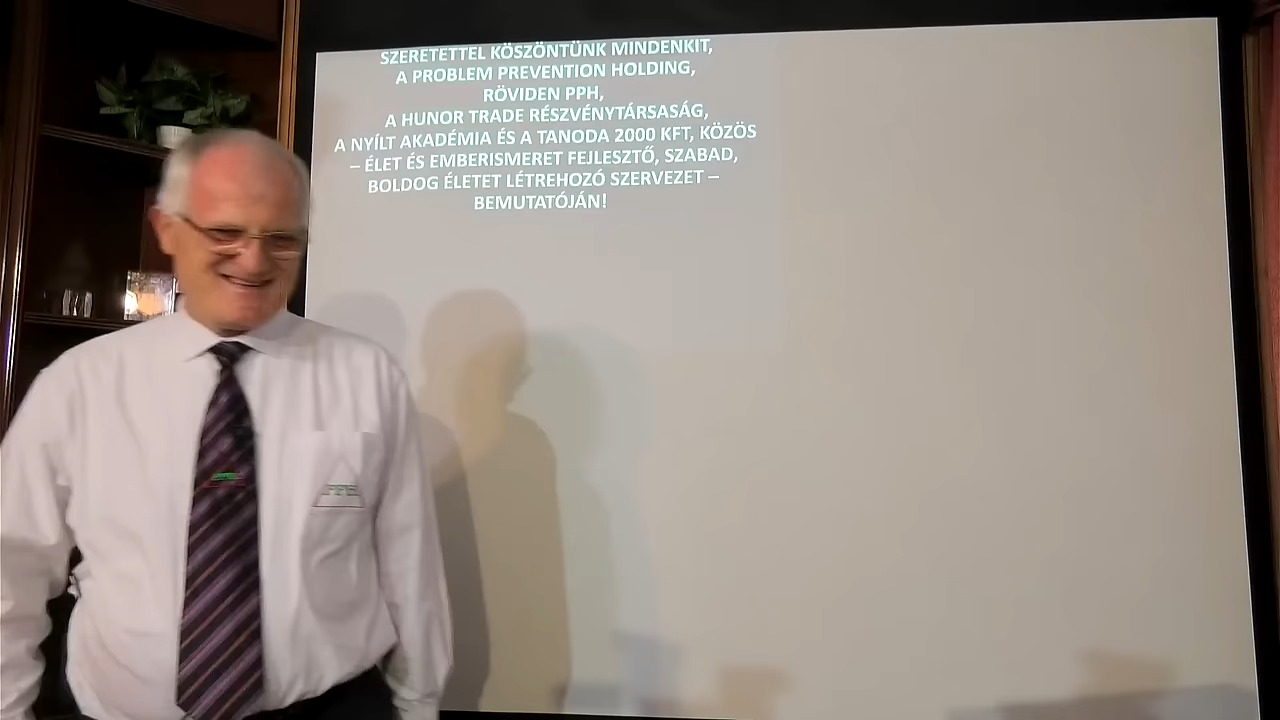 SZERETETTEL KÖSZÖNTÜNK MINDENKIT,
A PROBLEM PREVENTION HOLDING,
RÖVIDEN PPH,
A HUNOR TRADE RÉSZVÉNYTÁRSASÁG,
A NYÍLT AKADÉMIA ÉS A TANODA 2000 KFT, KÖZÖS
– ÉLET ÉS EMBERISMERET FEJLESZTŐ, SZABAD,
BOLDOG ÉLETET LÉTREHOZÓ SZERVEZET –
BEMUTATÓJÁN!
PPH